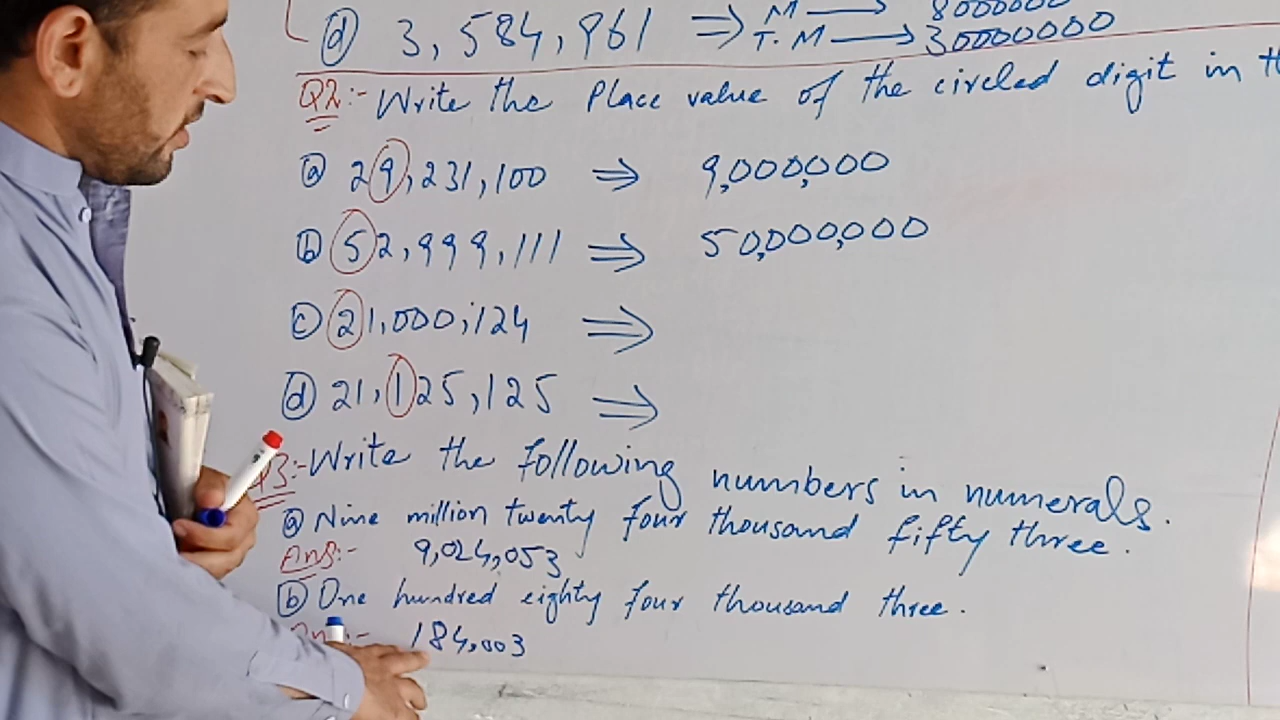 M → 8000000
(d) 3,584,961 ⇒ T.M → 30000000
Q2:- Write the Place value of the circled digit in
(a) 29,231,100 ⇒ 9,000,000
(b) 52,999,111 ⇒ 50,000,000
(c) 21,000,124 ⇒
(d) 21,125,125 ⇒
Q3:- Write the following numbers in numerals.
(a) Nine million twenty four thousand fifty three.
Ans:- 9,024,053
(b) One hundred eighty four thousand three.
Ans:- 184,003